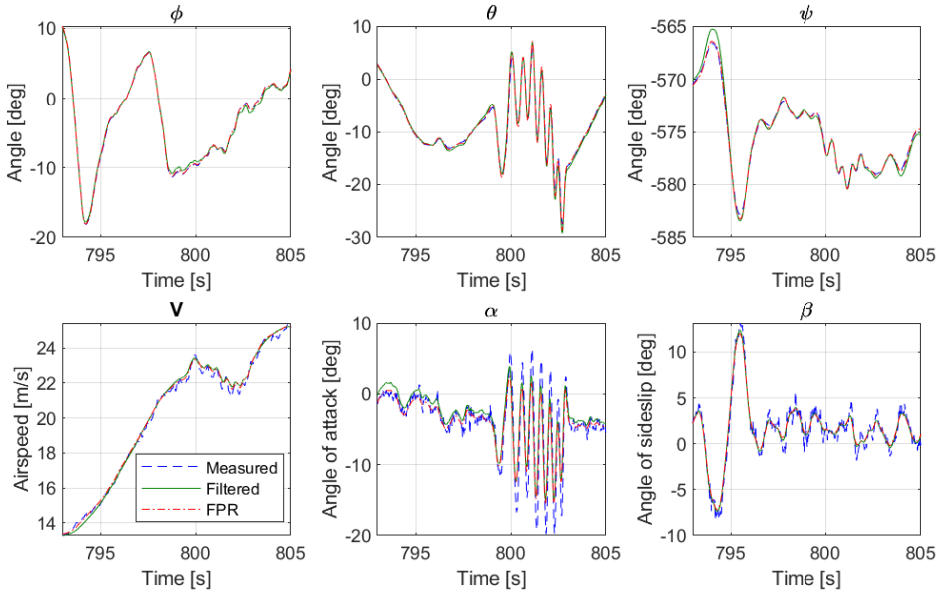 ϕ
θ
ψ
10
0
-10
-20
Angle [deg]
795
800
805
Time [s]
10
0
-10
-20
-30
Angle [deg]
795
800
805
Time [s]
-565
-570
-575
-580
-585
Angle [deg]
795
800
805
Time [s]
V
α
β
24
22
20
18
16
14
Airspeed [m/s]
Measured
Filtered
FPR
795
800
805
Time [s]
10
0
-10
-20
Angle of attack [deg]
795
800
805
Time [s]
10
5
0
-5
-10
Angle of sideslip [deg]
795
800
805
Time [s]